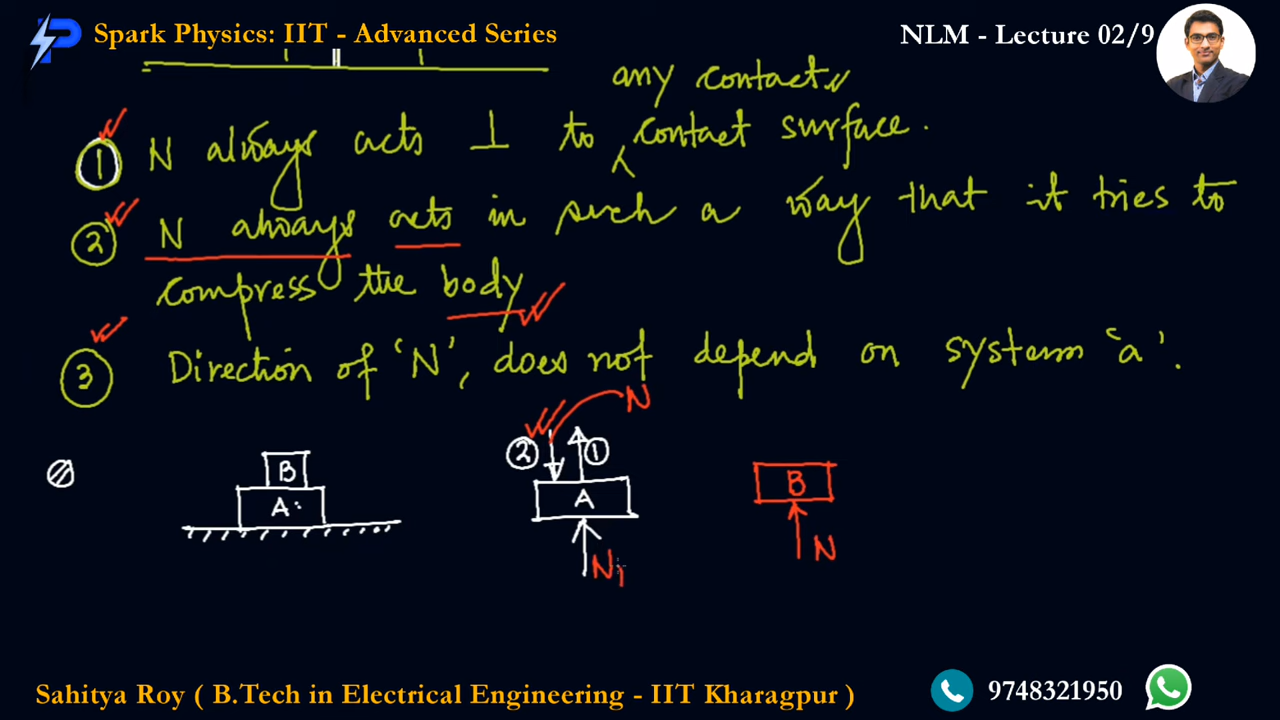 Spark Physics: IIT - Advanced Series
NLM - Lecture 02/9
any contact
① N always acts ⊥ to contact surface.
② N always acts in such a way that it tries to
compress the body
③ Direction of 'N', does not depend on system 'a'.
N
② ①
B
A
A
B
N1
N
Sahitya Roy ( B.Tech in Electrical Engineering - IIT Kharagpur )
9748321950